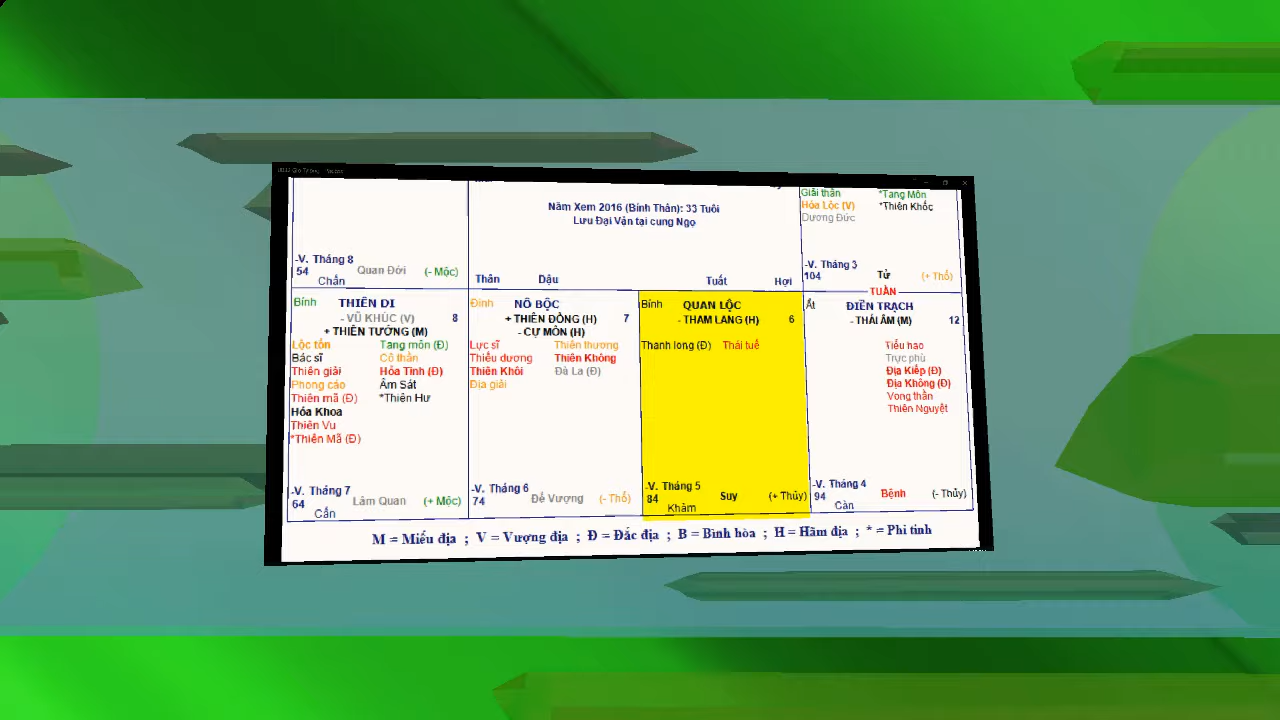 Năm Xem 2016 (Bính Thân): 33 Tuổi
Lưu Đại Vận tại cung Ngọ
Thân Dậu Tuất Hợi
-V. Tháng 8
54 Quan Đới (- Mộc)
Chấn
Giải thần *Tang Môn
Hóa Lộc (V) *Thiên Khốc
Dương Đức
-V. Tháng 3
104 Tử (+ Thổ)
TUẦN
Bính THIÊN DI
- VŨ KHÚC (V) 8
+ THIÊN TƯỚNG (M)
Lộc tồn Tang môn (Đ)
Bác sĩ Cô thần
Thiên giải Hỏa Tinh (Đ)
Phong cáo Âm Sát
Thiên mã (Đ) *Thiên Hư
Hóa Khoa
Thiên Vu
*Thiên Mã (Đ)
-V. Tháng 7
64 Lâm Quan (+ Mộc)
Cấn
Đinh NÔ BỘC
+ THIÊN ĐỒNG (H) 7
- CỰ MÔN (H)
Lực sĩ Thiên thương
Thiếu dương Thiên Không
Thiên Khôi Đà La (Đ)
Địa giải
-V. Tháng 6
74 Đế Vượng (- Thổ)
Bính QUAN LỘC
- THAM LANG (H) 6
Thanh long (Đ) Thái tuế
-V. Tháng 5
84 Suy (+ Thủy)
Khảm
Ất ĐIỀN TRẠCH
- THÁI ÂM (M) 12
Tiểu hao
Trực phù
Địa Kiếp (Đ)
Địa Không (Đ)
Vong thần
Thiên Nguyệt
-V. Tháng 4
94 Bệnh (- Thủy)
Càn
M = Miếu địa ; V = Vượng địa ; Đ = Đắc địa ; B = Bình hòa ; H = Hãm địa ; * = Phi tinh